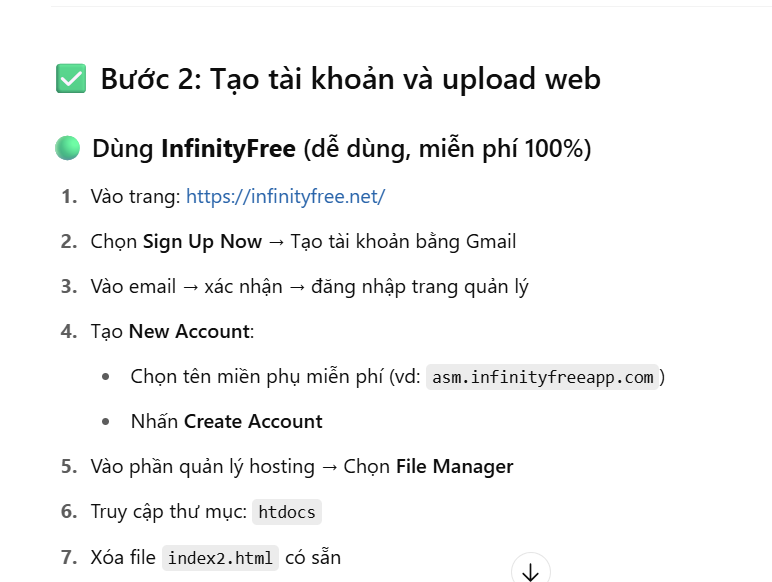 ✅ Bước 2: Tạo tài khoản và upload web
🟢 Dùng InfinityFree (dễ dùng, miễn phí 100%)
1. Vào trang: https://infinityfree.net/
2. Chọn Sign Up Now → Tạo tài khoản bằng Gmail
3. Vào email → xác nhận → đăng nhập trang quản lý
4. Tạo New Account:
• Chọn tên miền phụ miễn phí (vd: asm.infinityfreeapp.com)
• Nhấn Create Account
5. Vào phần quản lý hosting → Chọn File Manager
6. Truy cập thư mục: htdocs
7. Xóa file index2.html có sẵn